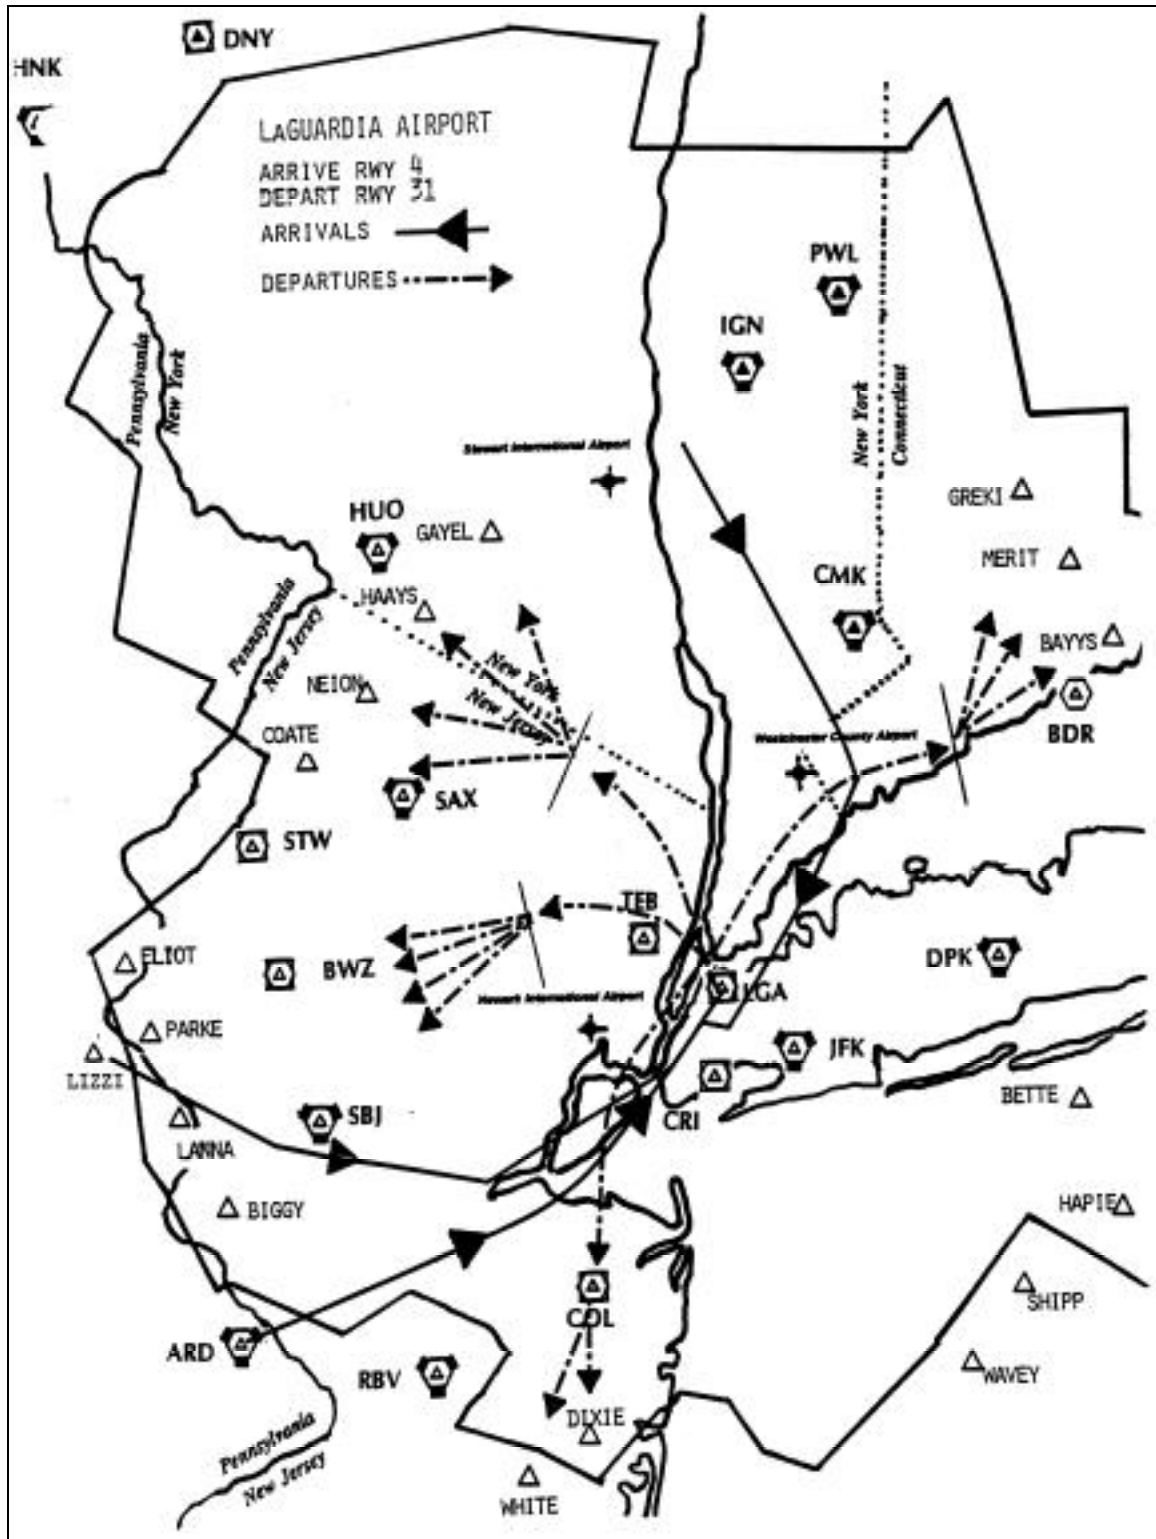 DNY
HNK
LAGUARDIA AIRPORT
ARRIVE RWY 4
DEPART RWY 31
ARRIVALS
DEPARTURES
PWL
IGN
Pennsylvania
New York
New York
Connecticut
Stewart International Airport
GREKI
HUO
GAYEL
MERIT
CMK
HAAYS
BAYYS
Pennsylvania
New Jersey
New York
New Jersey
NEION
COATE
Westchester County Airport
BDR
SAX
STW
TEB
ELIOT
BWZ
DPK
LGA
Newark International Airport
PARKE
JFK
LIZZI
BETTE
SBJ
CRI
LANNA
BIGGY
HAPIE
SHIPP
COL
ARD
RBV
WAVEY
DIXIE
Pennsylvania
New Jersey
WHITE